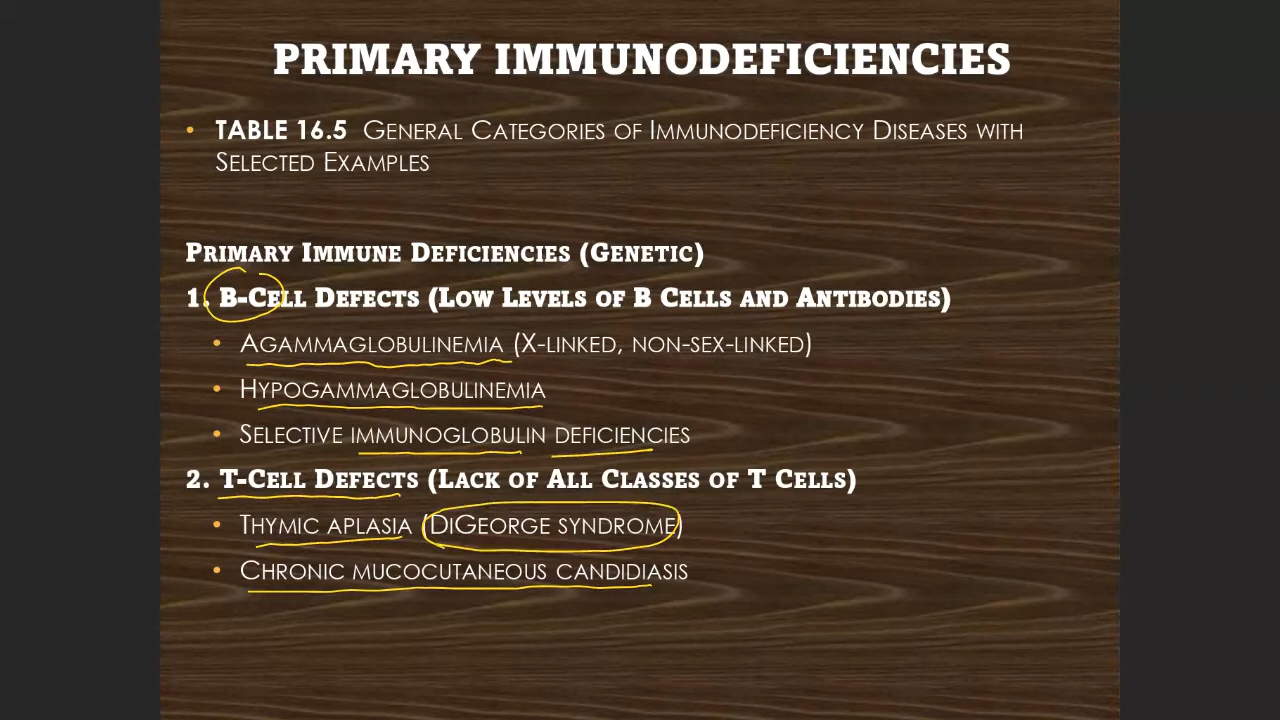 PRIMARY IMMUNODEFICIENCIES
• TABLE 16.5 GENERAL CATEGORIES OF IMMUNODEFICIENCY DISEASES WITH
SELECTED EXAMPLES
PRIMARY IMMUNE DEFICIENCIES (GENETIC)
1. B-CELL DEFECTS (LOW LEVELS OF B CELLS AND ANTIBODIES)
• AGAMMAGLOBULINEMIA (X-LINKED, NON-SEX-LINKED)
• HYPOGAMMAGLOBULINEMIA
• SELECTIVE IMMUNOGLOBULIN DEFICIENCIES
2. T-CELL DEFECTS (LACK OF ALL CLASSES OF T CELLS)
• THYMIC APLASIA (DIGEORGE SYNDROME)
• CHRONIC MUCOCUTANEOUS CANDIDIASIS